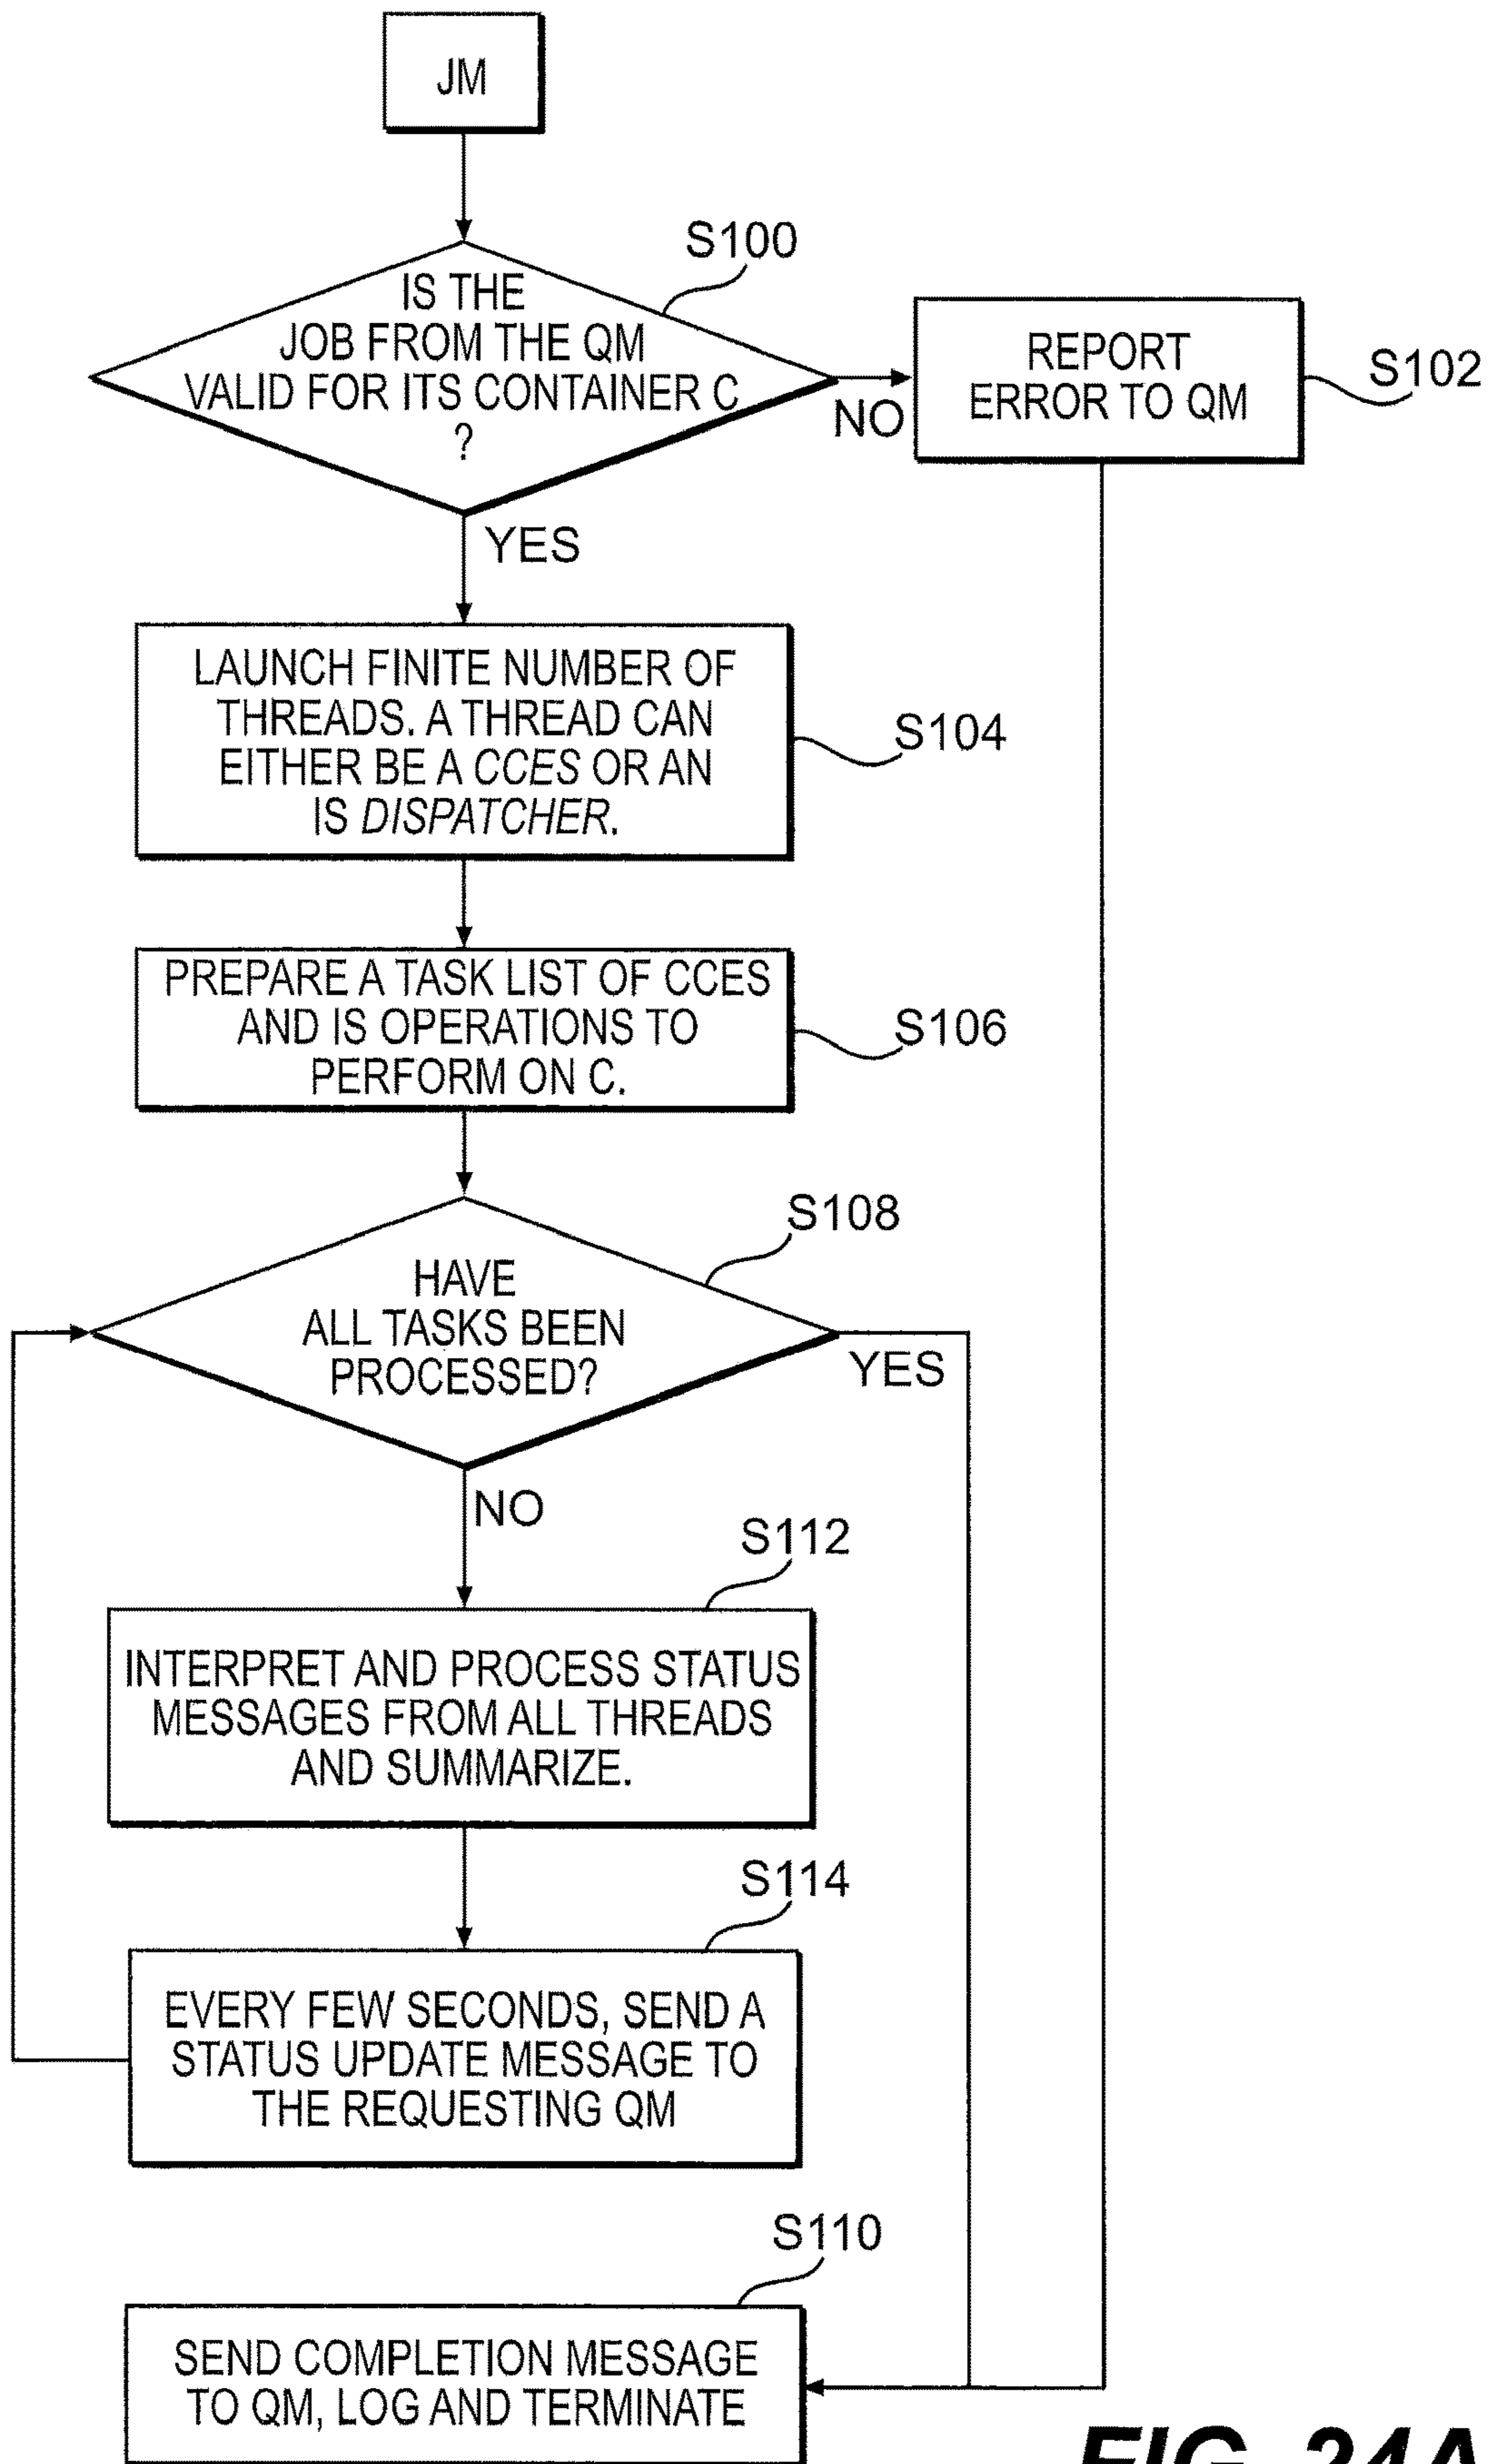 JM
S100
IS THE
JOB FROM THE QM
VALID FOR ITS CONTAINER C
?
NO
REPORT
ERROR TO QM
S102
YES
LAUNCH FINITE NUMBER OF
THREADS. A THREAD CAN
EITHER BE A CCES OR AN
IS DISPATCHER.
S104
PREPARE A TASK LIST OF CCES
AND IS OPERATIONS TO
PERFORM ON C.
S106
S108
HAVE
ALL TASKS BEEN
PROCESSED?
YES
NO
S112
INTERPRET AND PROCESS STATUS
MESSAGES FROM ALL THREADS
AND SUMMARIZE.
S114
EVERY FEW SECONDS, SEND A
STATUS UPDATE MESSAGE TO
THE REQUESTING QM
S110
SEND COMPLETION MESSAGE
TO QM, LOG AND TERMINATE
FIG. 24A